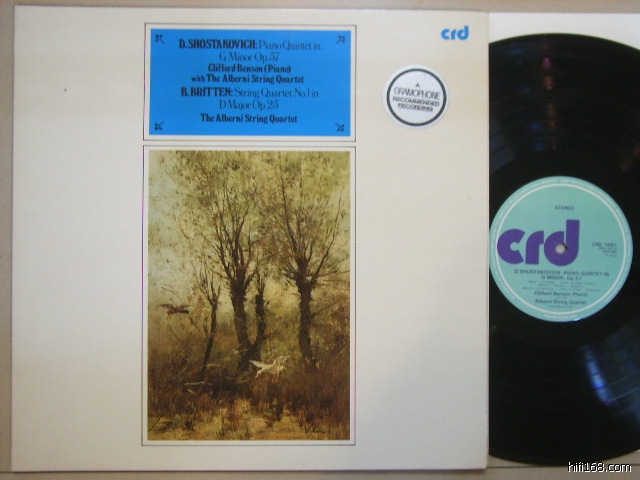 D. SHOSTAKOVICH: Piano Quintet in
G Minor Op 57
Clifford Benson (Piano)
with The Alberni String Quartet
B. BRITTEN: String Quartet No.1 in
D Major Op 25
The Alberni String Quartet
crd
A
GRAMOPHONE
RECOMMENDED
RECORDING
STEREO
crd
D. SHOSTAKOVICH: PIANO QUINTET IN
G MINOR, Op. 57
Clifford Benson (Piano)
Alberni String Quartet
hifi168.com